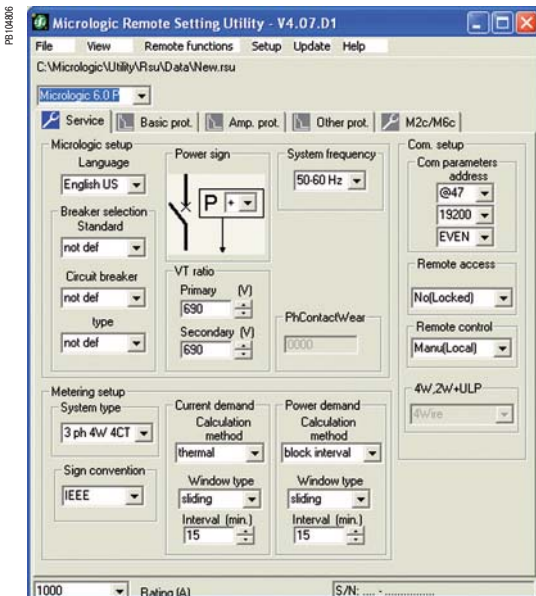 PB104806
Micrologic Remote Setting Utility - V4.07.D1
File View Remote functions Setup Update Help
C:\Micrologic\Utility\Rsu\Data\New.rsu
Micrologic 6.0 P
Service Basic prot. Amp. prot. Other prot. M2c/M6c
Micrologic setup
Language
English US
Breaker selection
Standard
not def
Circuit breaker
not def
type
not def
Power sign
P +
VT ratio
Primary (V)
690
Secondary (V)
690
System frequency
50-60 Hz
PhContactWear
0000
Com. setup
Com parameters
address
@47
19200
EVEN
Remote access
No(Locked)
Remote control
Manu(Local)
4W,2W+ULP
4Wire
Metering setup
System type
3 ph 4W 4CT
Sign convention
IEEE
Current demand
Calculation
method
thermal
Window type
sliding
Interval (min.)
15
Power demand
Calculation
method
block interval
Window type
sliding
Interval (min.)
15
1000 Rating (A) S/N: .... - ................